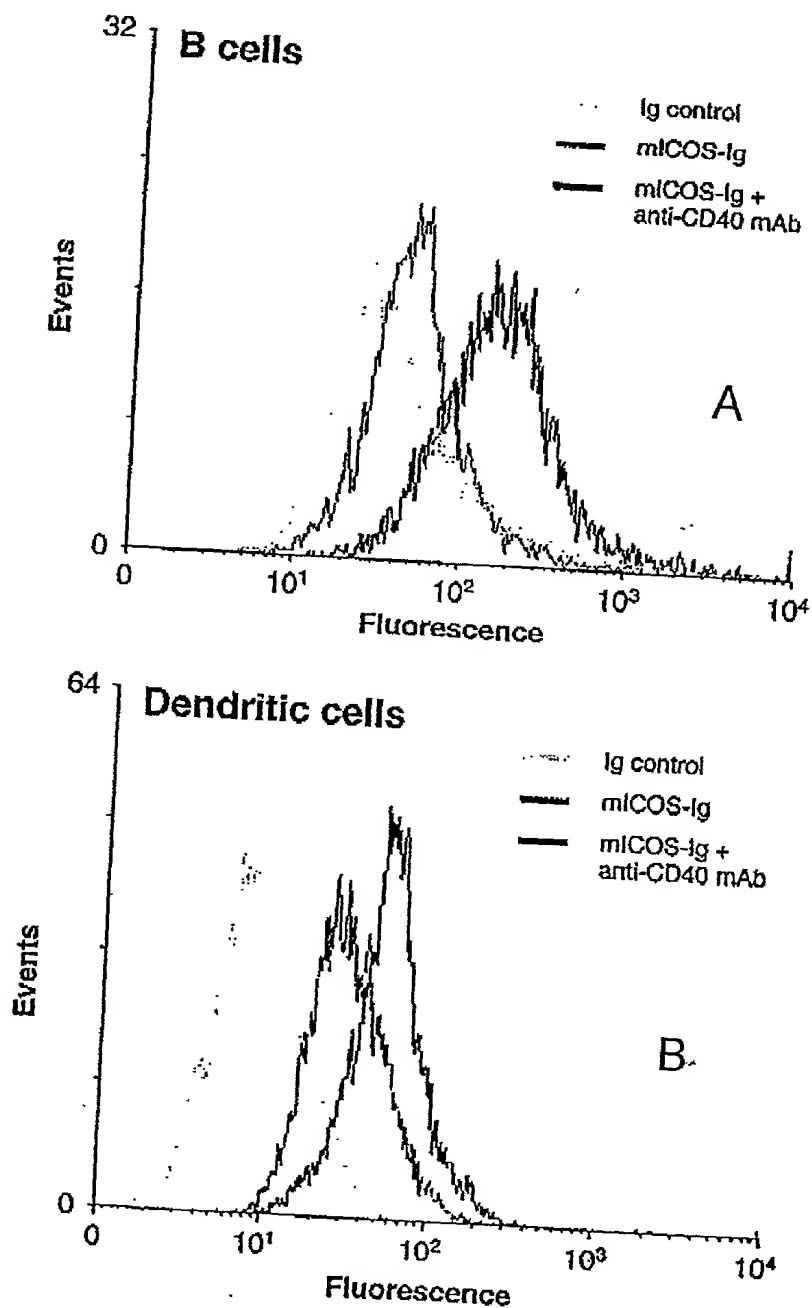 32
B cells
Ig control
mICOS-Ig
mICOS-Ig +
anti-CD40 mAb
Events
A
0
0
10¹
10²
10³
10⁴
Fluorescence
64
Dendritic cells
Ig control
mICOS-Ig
mICOS-Ig +
anti-CD40 mAb
Events
B
0
0
10¹
10²
10³
10⁴
Fluorescence